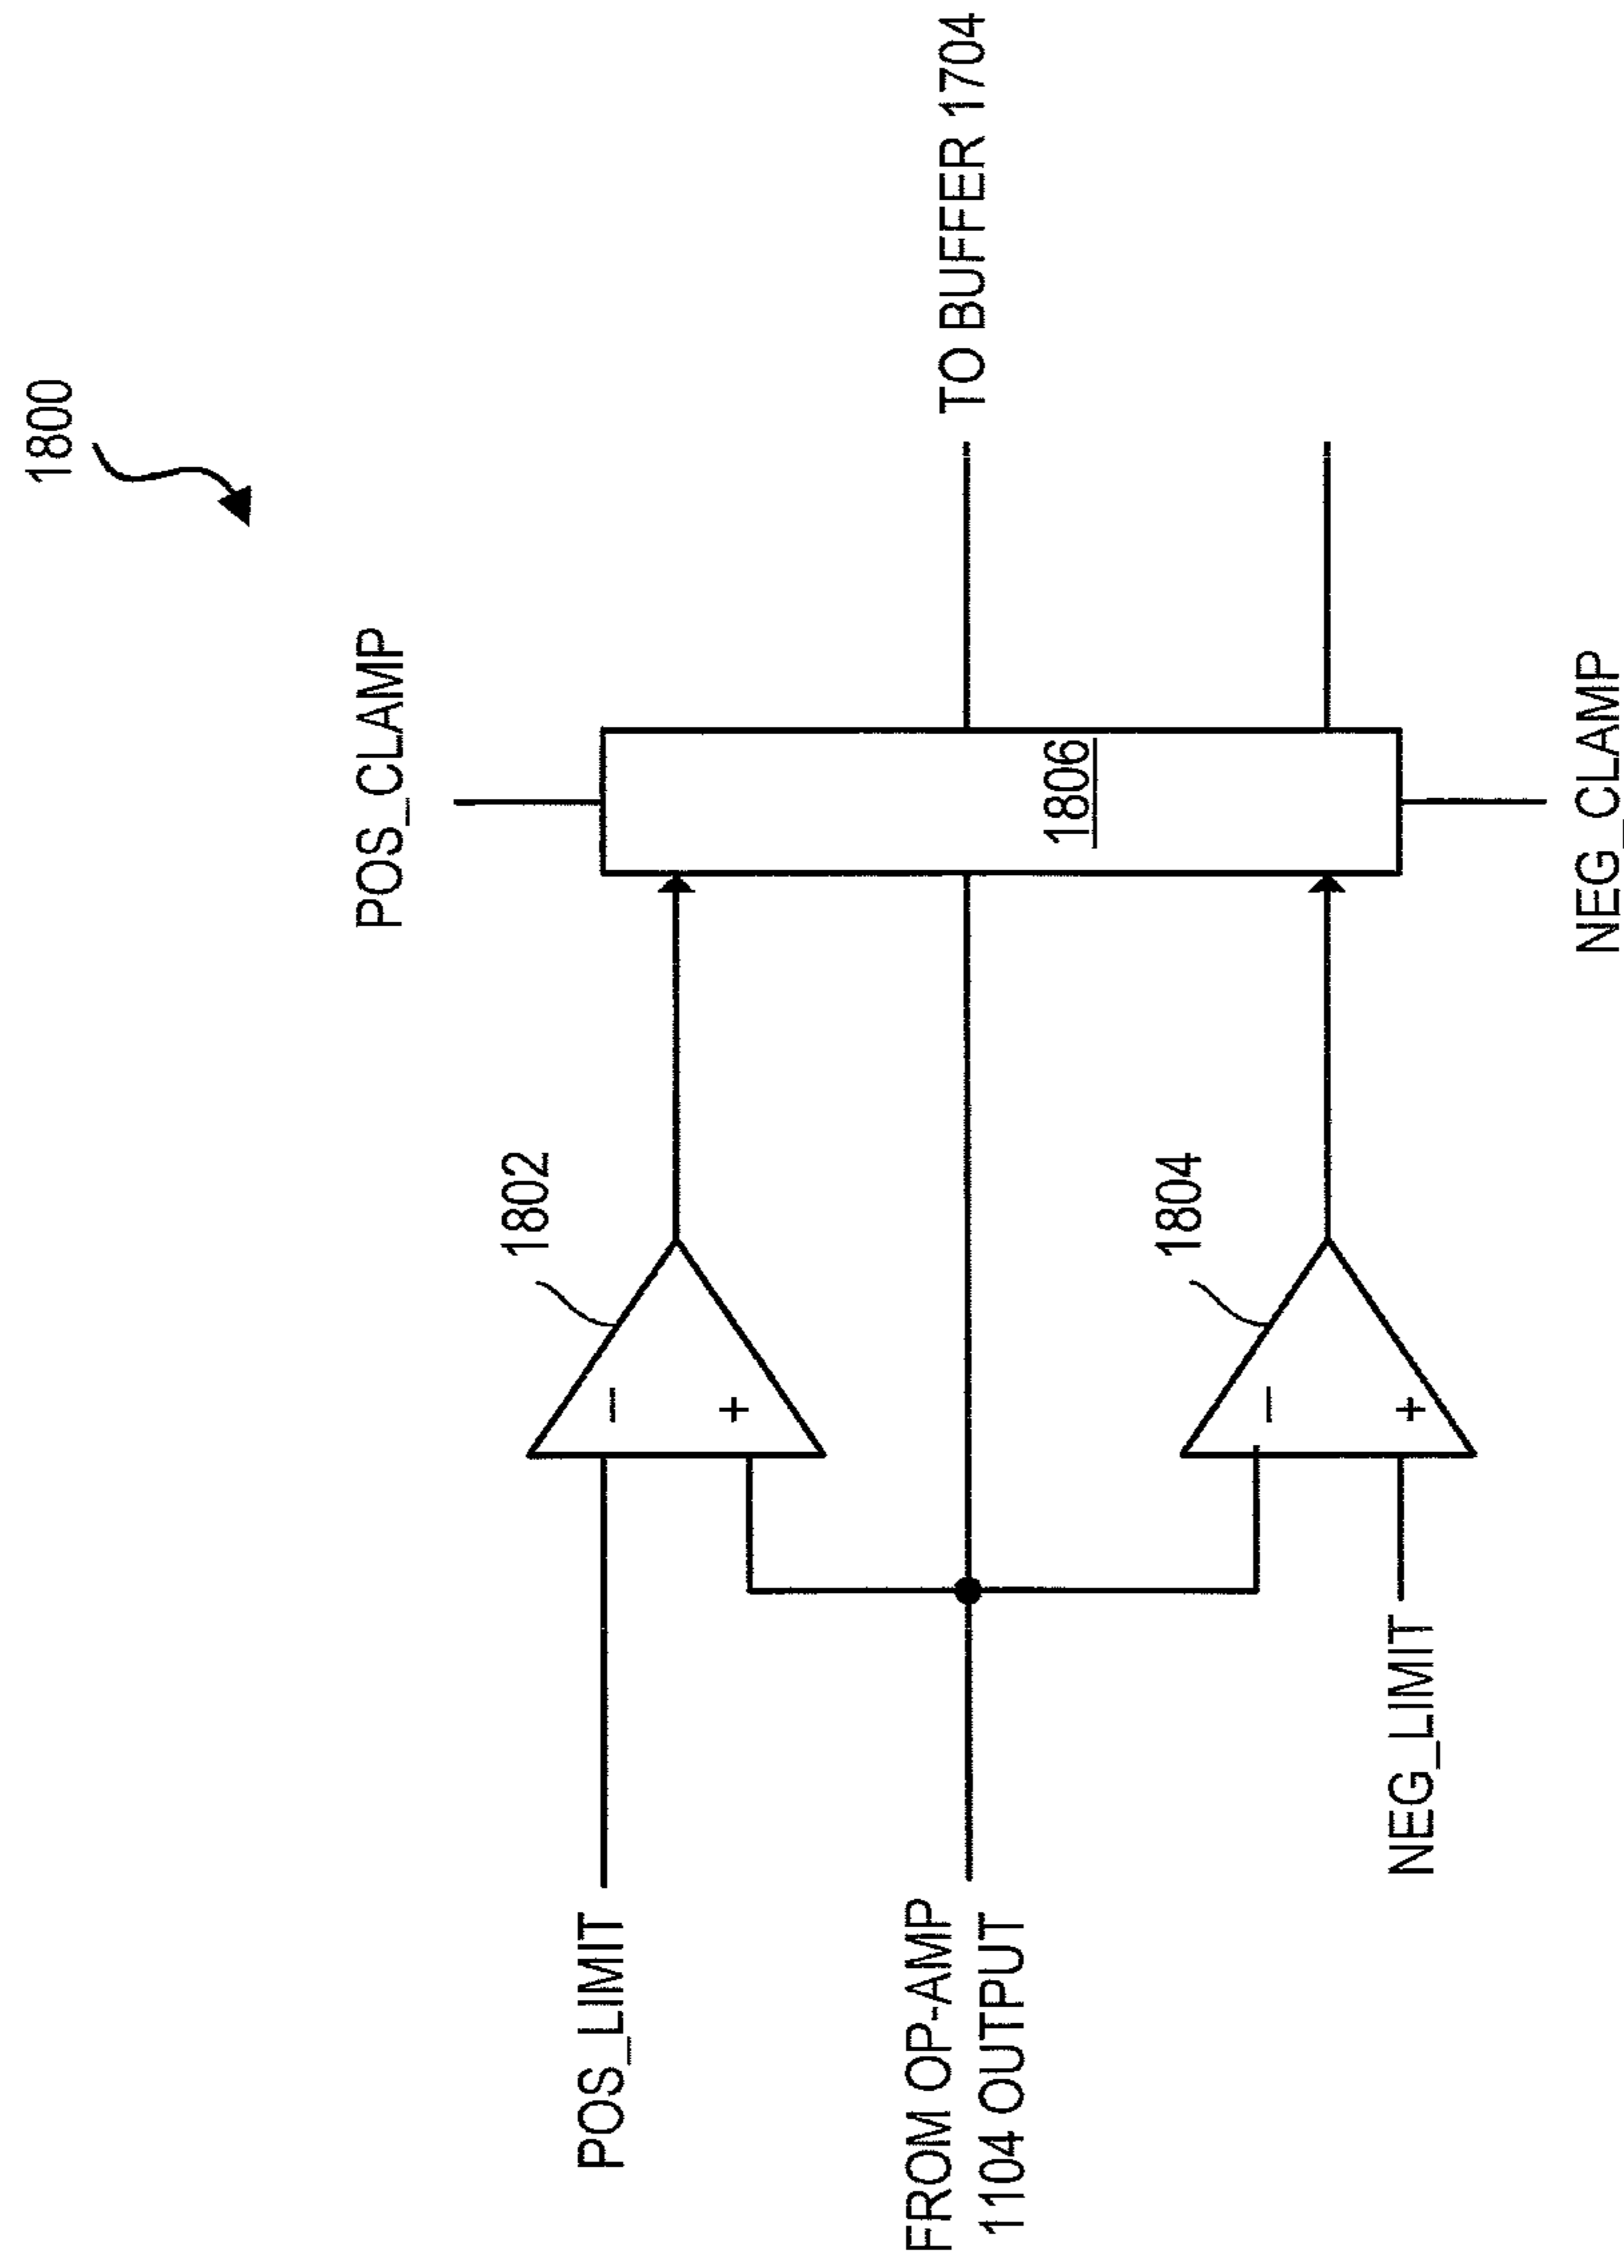 1800
POS_CLAMP
POS_LIMIT
1802
−
+
FROM OP-AMP
1104 OUTPUT
TO BUFFER 1704
1806
1804
−
+
NEG_LIMIT
NEG_CLAMP